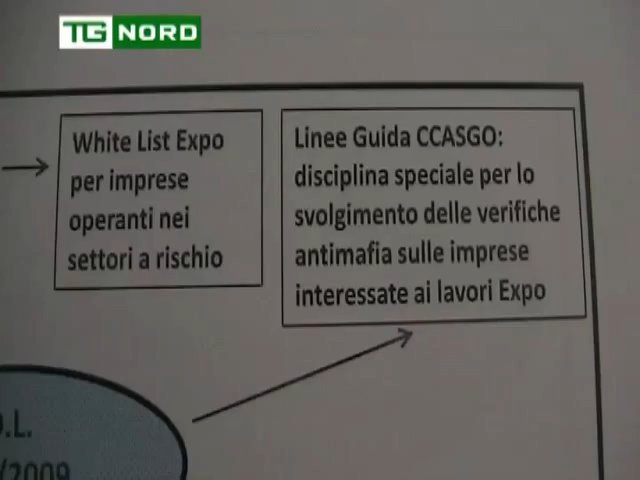 TG NORD
White List Expo
per imprese
operanti nei
settori a rischio
Linee Guida CCASGO:
disciplina speciale per lo
svolgimento delle verifiche
antimafia sulle imprese
interessate ai lavori Expo
D.L.
/2009